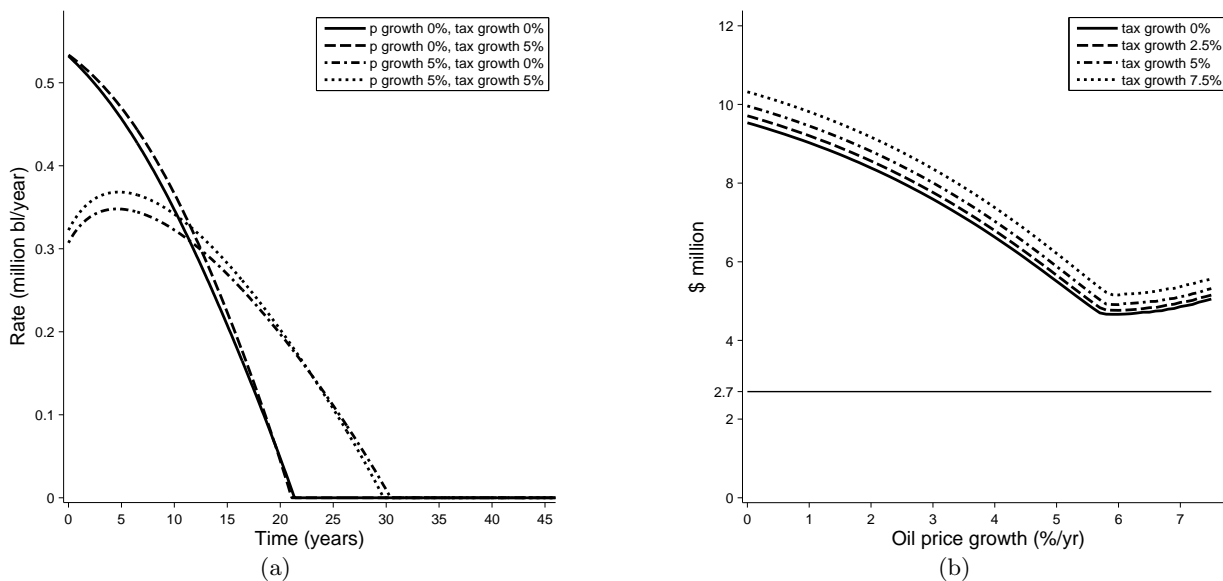 p growth 0%, tax growth 0%
p growth 0%, tax growth 5%
p growth 5%, tax growth 0%
p growth 5%, tax growth 5%
0.5
0.4
0.3
0.2
0.1
0
Rate (million bl/year)
0 5 10 15 20 25 30 35 40 45
Time (years)
(a)
tax growth 0%
tax growth 2.5%
tax growth 5%
tax growth 7.5%
12
10
8
6
4
2.7
2
0
$ million
0 1 2 3 4 5 6 7
Oil price growth (%/yr)
(b)